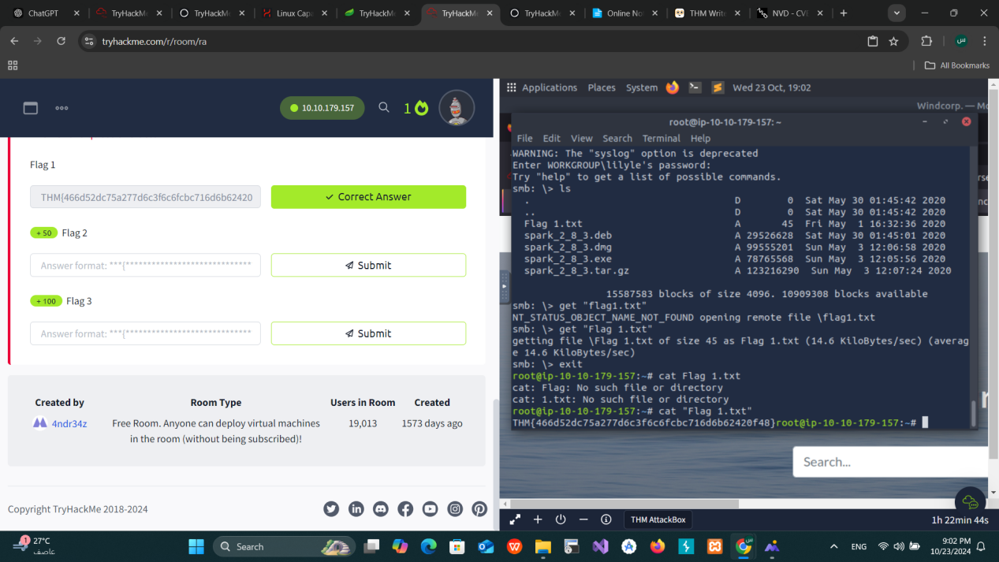 ChatGPT
TryHackMe
TryHackMe
Linux Capa
TryHackMe
TryHackMe
TryHackMe
Online Not
THM Write
NVD - CVE
tryhackme.com/r/room/ra
س
All Bookmarks
10.10.179.157
1
Flag 1
THM{466d52dc75a277d6c3f6c6fcbc716d6b62420
Correct Answer
+ 50 Flag 2
Answer format: ***{****************************
Submit
+ 100 Flag 3
Answer format: ***{****************************
Submit
Created by
4ndr34z
Room Type
Free Room. Anyone can deploy virtual machines
in the room (without being subscribed)!
Users in Room
19,013
Created
1573 days ago
Copyright TryHackMe 2018-2024
Applications Places System Wed 23 Oct, 19:02
Windcorp. — Mo
root@ip-10-10-179-157: ~
File Edit View Search Terminal Help
WARNING: The "syslog" option is deprecated
Enter WORKGROUP\lilyle's password:
Try "help" to get a list of possible commands.
smb: \> ls
. D 0 Sat May 30 01:45:42 2020
.. D 0 Sat May 30 01:45:42 2020
Flag 1.txt A 45 Fri May 1 16:32:36 2020
spark_2_8_3.deb A 29526628 Sat May 30 01:45:01 2020
spark_2_8_3.dmg A 99555201 Sun May 3 12:06:58 2020
spark_2_8_3.exe A 78765568 Sun May 3 12:05:56 2020
spark_2_8_3.tar.gz A 123216290 Sun May 3 12:07:24 2020
15587583 blocks of size 4096. 10909308 blocks available
smb: \> get "flag1.txt"
NT_STATUS_OBJECT_NAME_NOT_FOUND opening remote file \flag1.txt
smb: \> get "Flag 1.txt"
getting file \Flag 1.txt of size 45 as Flag 1.txt (14.6 KiloBytes/sec) (averag
e 14.6 KiloBytes/sec)
smb: \> exit
root@ip-10-10-179-157:~# cat Flag 1.txt
cat: Flag: No such file or directory
cat: 1.txt: No such file or directory
root@ip-10-10-179-157:~# cat "Flag 1.txt"
THM{466d52dc75a277d6c3f6c6fcbc716d6b62420f48}root@ip-10-10-179-157:~#
Search...
THM AttackBox
1h 22min 44s
1
27°C
عاصف
Search
ENG
9:02 PM
10/23/2024